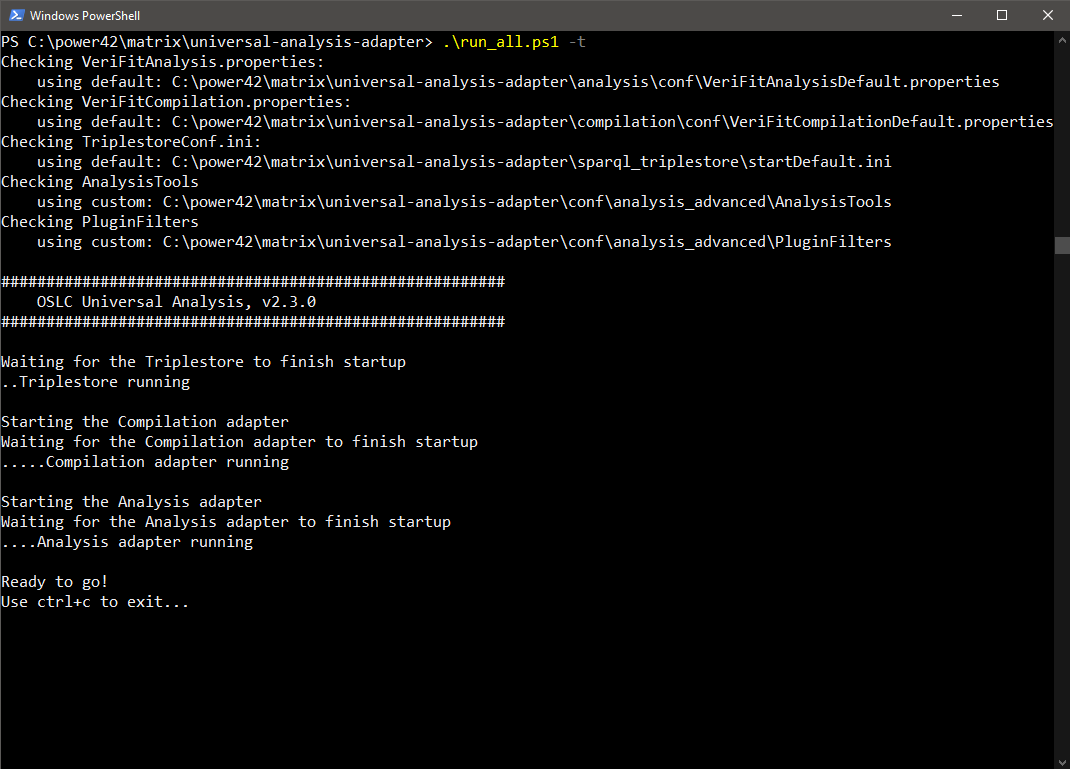 Windows PowerShell
PS C:\power42\matrix\universal-analysis-adapter> .\run_all.ps1 -t
Checking VeriFitAnalysis.properties:
    using default: C:\power42\matrix\universal-analysis-adapter\analysis\conf\VeriFitAnalysisDefault.properties
Checking VeriFitCompilation.properties:
    using default: C:\power42\matrix\universal-analysis-adapter\compilation\conf\VeriFitCompilationDefault.properties
Checking TriplestoreConf.ini:
    using default: C:\power42\matrix\universal-analysis-adapter\sparql_triplestore\startDefault.ini
Checking AnalysisTools
    using custom: C:\power42\matrix\universal-analysis-adapter\conf\analysis_advanced\AnalysisTools
Checking PluginFilters
    using custom: C:\power42\matrix\universal-analysis-adapter\conf\analysis_advanced\PluginFilters
########################################################
    OSLC Universal Analysis, v2.3.0
########################################################
Waiting for the Triplestore to finish startup
..Triplestore running
Starting the Compilation adapter
Waiting for the Compilation adapter to finish startup
.....Compilation adapter running
Starting the Analysis adapter
Waiting for the Analysis adapter to finish startup
....Analysis adapter running
Ready to go!
Use ctrl+c to exit...